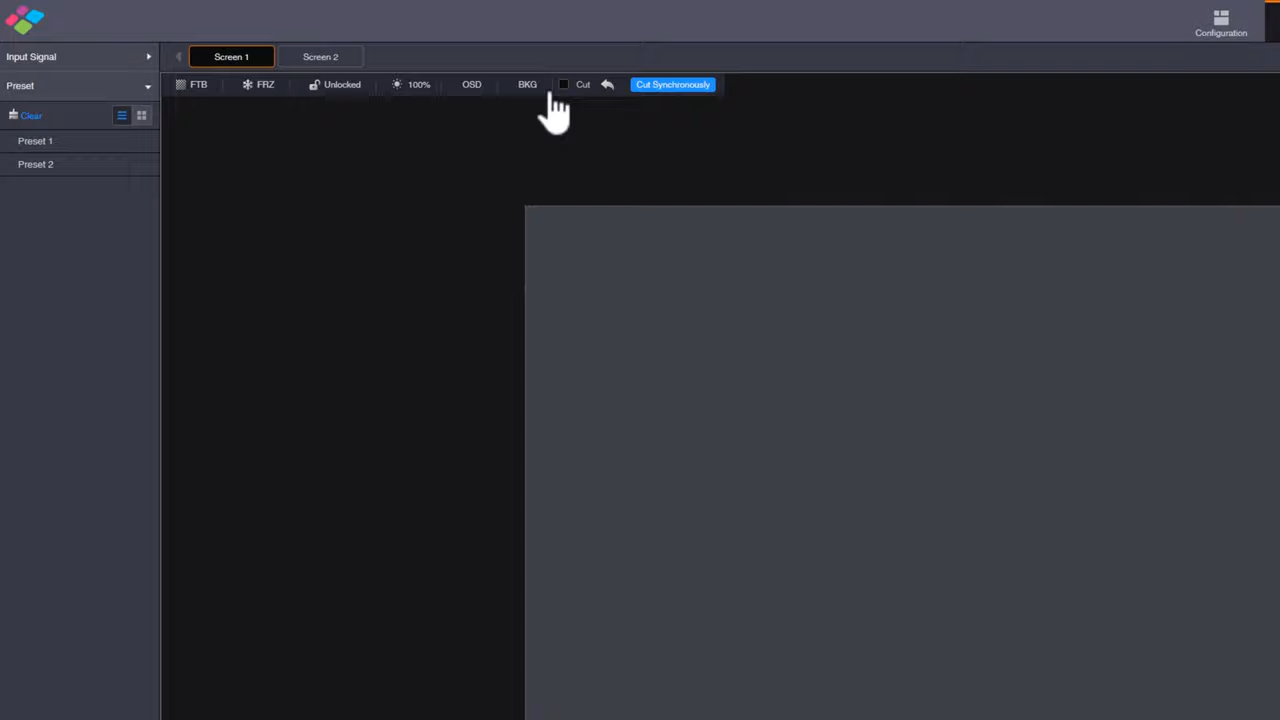 Configuration
Input Signal
Screen 1
Screen 2
Preset
FTB
FRZ
Unlocked
100%
OSD
BKG
Cut
Cut Synchronously
Clear
Preset 1
Preset 2